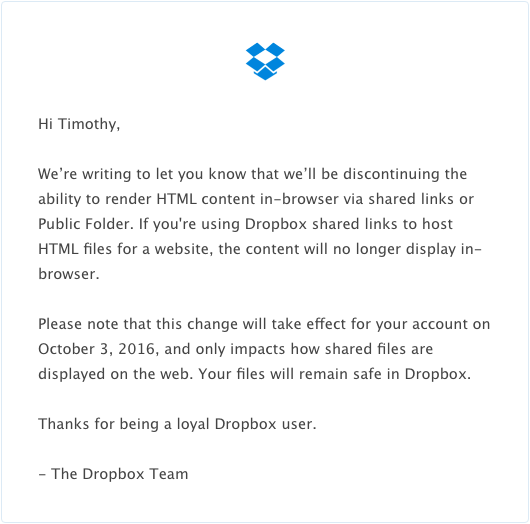 Hi Timothy,
We’re writing to let you know that we’ll be discontinuing the
ability to render HTML content in-browser via shared links or
Public Folder. If you're using Dropbox shared links to host
HTML files for a website, the content will no longer display in-
browser.
Please note that this change will take effect for your account on
October 3, 2016, and only impacts how shared files are
displayed on the web. Your files will remain safe in Dropbox.
Thanks for being a loyal Dropbox user.
- The Dropbox Team